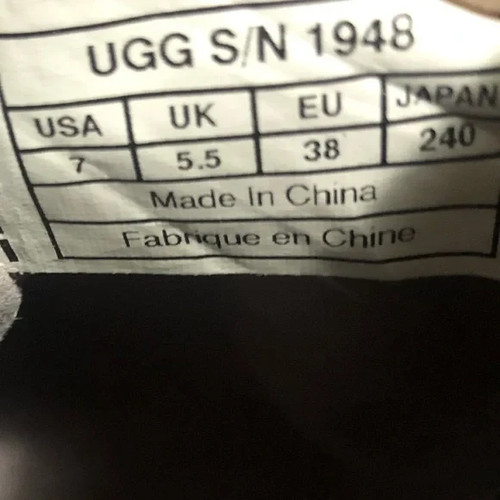 UGG S/N 1948
USA UK EU JAPAN
7 5.5 38 240
Made In China
Fabrique en Chine